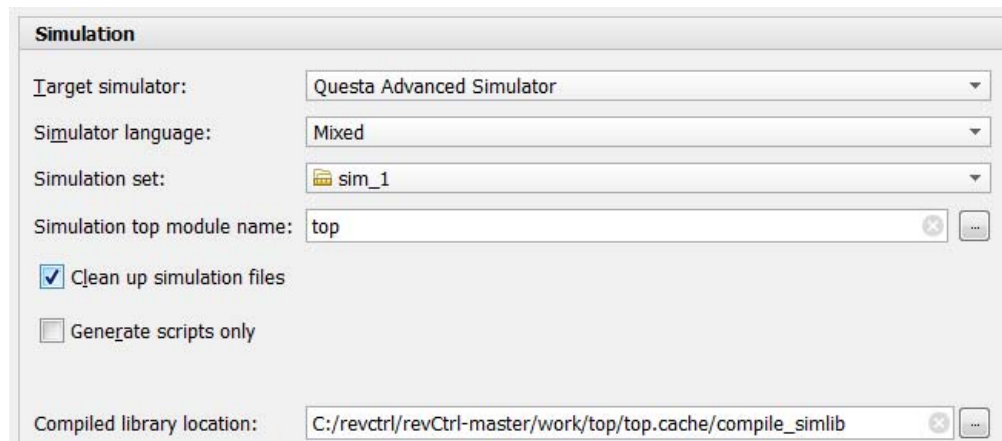 Simulation
Target simulator: Questa Advanced Simulator
Simulator language: Mixed
Simulation set: sim_1
Simulation top module name: top ...
Clean up simulation files
Generate scripts only
Compiled library location: C:/revctrl/revCtrl-master/work/top/top.cache/compile_simlib ...